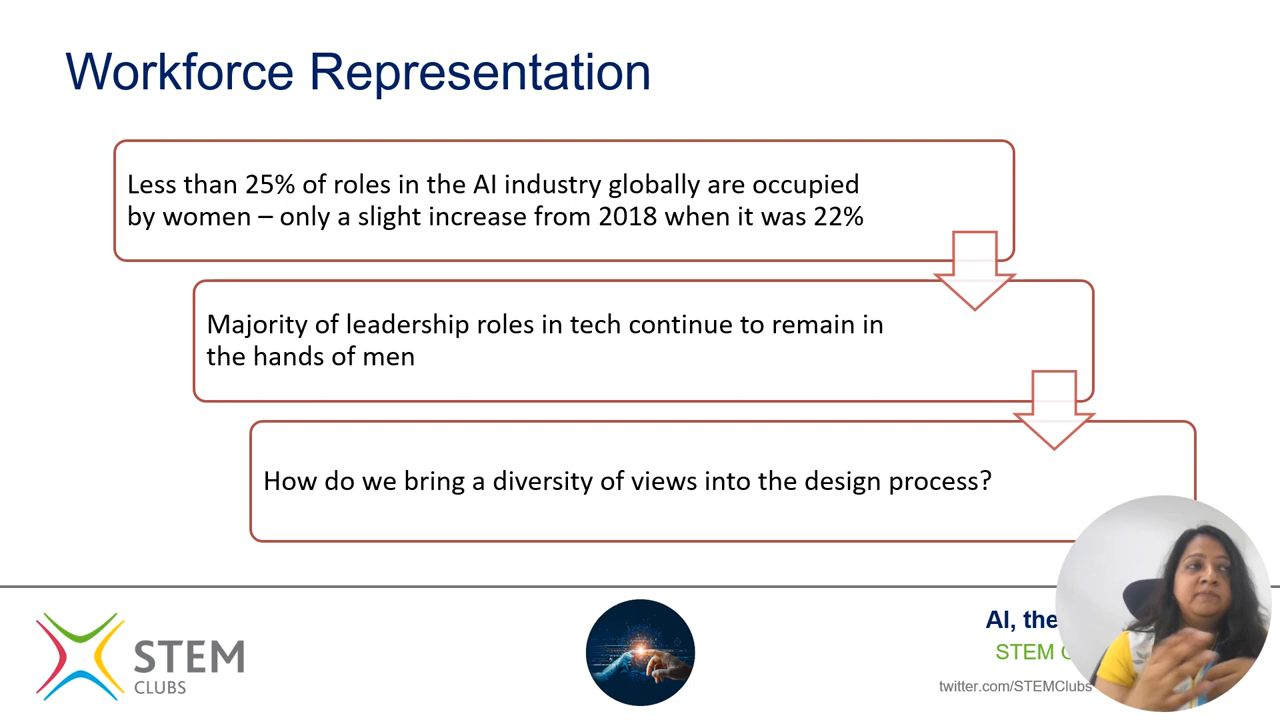 Workforce Representation
Less than 25% of roles in the AI industry globally are occupied
by women – only a slight increase from 2018 when it was 22%
Majority of leadership roles in tech continue to remain in
the hands of men
How do we bring a diversity of views into the design process?
STEM
CLUBS
AI, the
STEM
twitter.com/STEMClubs